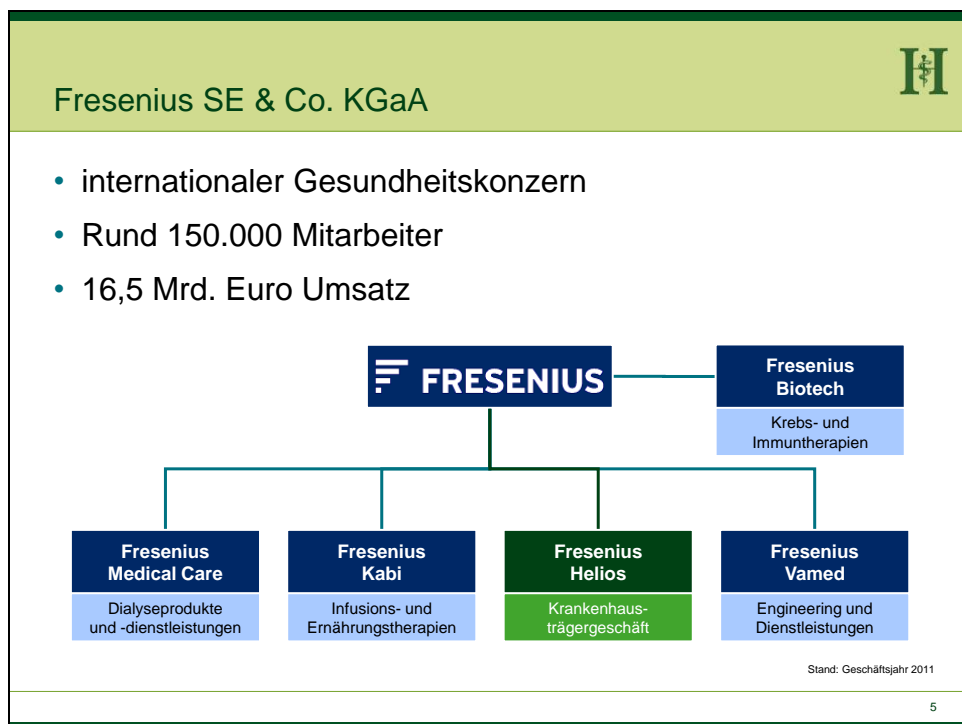 Fresenius SE & Co. KGaA
H
• internationaler Gesundheitskonzern
• Rund 150.000 Mitarbeiter
• 16,5 Mrd. Euro Umsatz
FRESENIUS
Fresenius
Biotech
Krebs- und
Immuntherapien
Fresenius
Medical Care
Dialyseprodukte
und -dienstleistungen
Fresenius
Kabi
Infusions- und
Ernährungstherapien
Fresenius
Helios
Krankenhaus-
trägergeschäft
Fresenius
Vamed
Engineering und
Dienstleistungen
Stand: Geschäftsjahr 2011
5